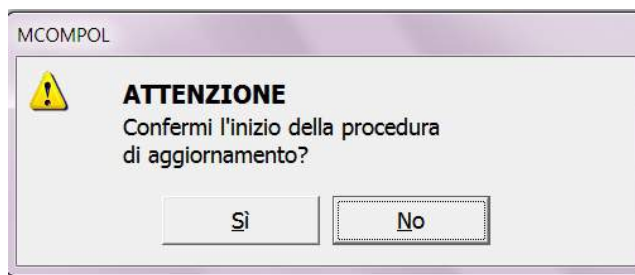 MCOMPOL
ATTENZIONE
Confermi l'inizio della procedura
di aggiornamento?
Sì
No